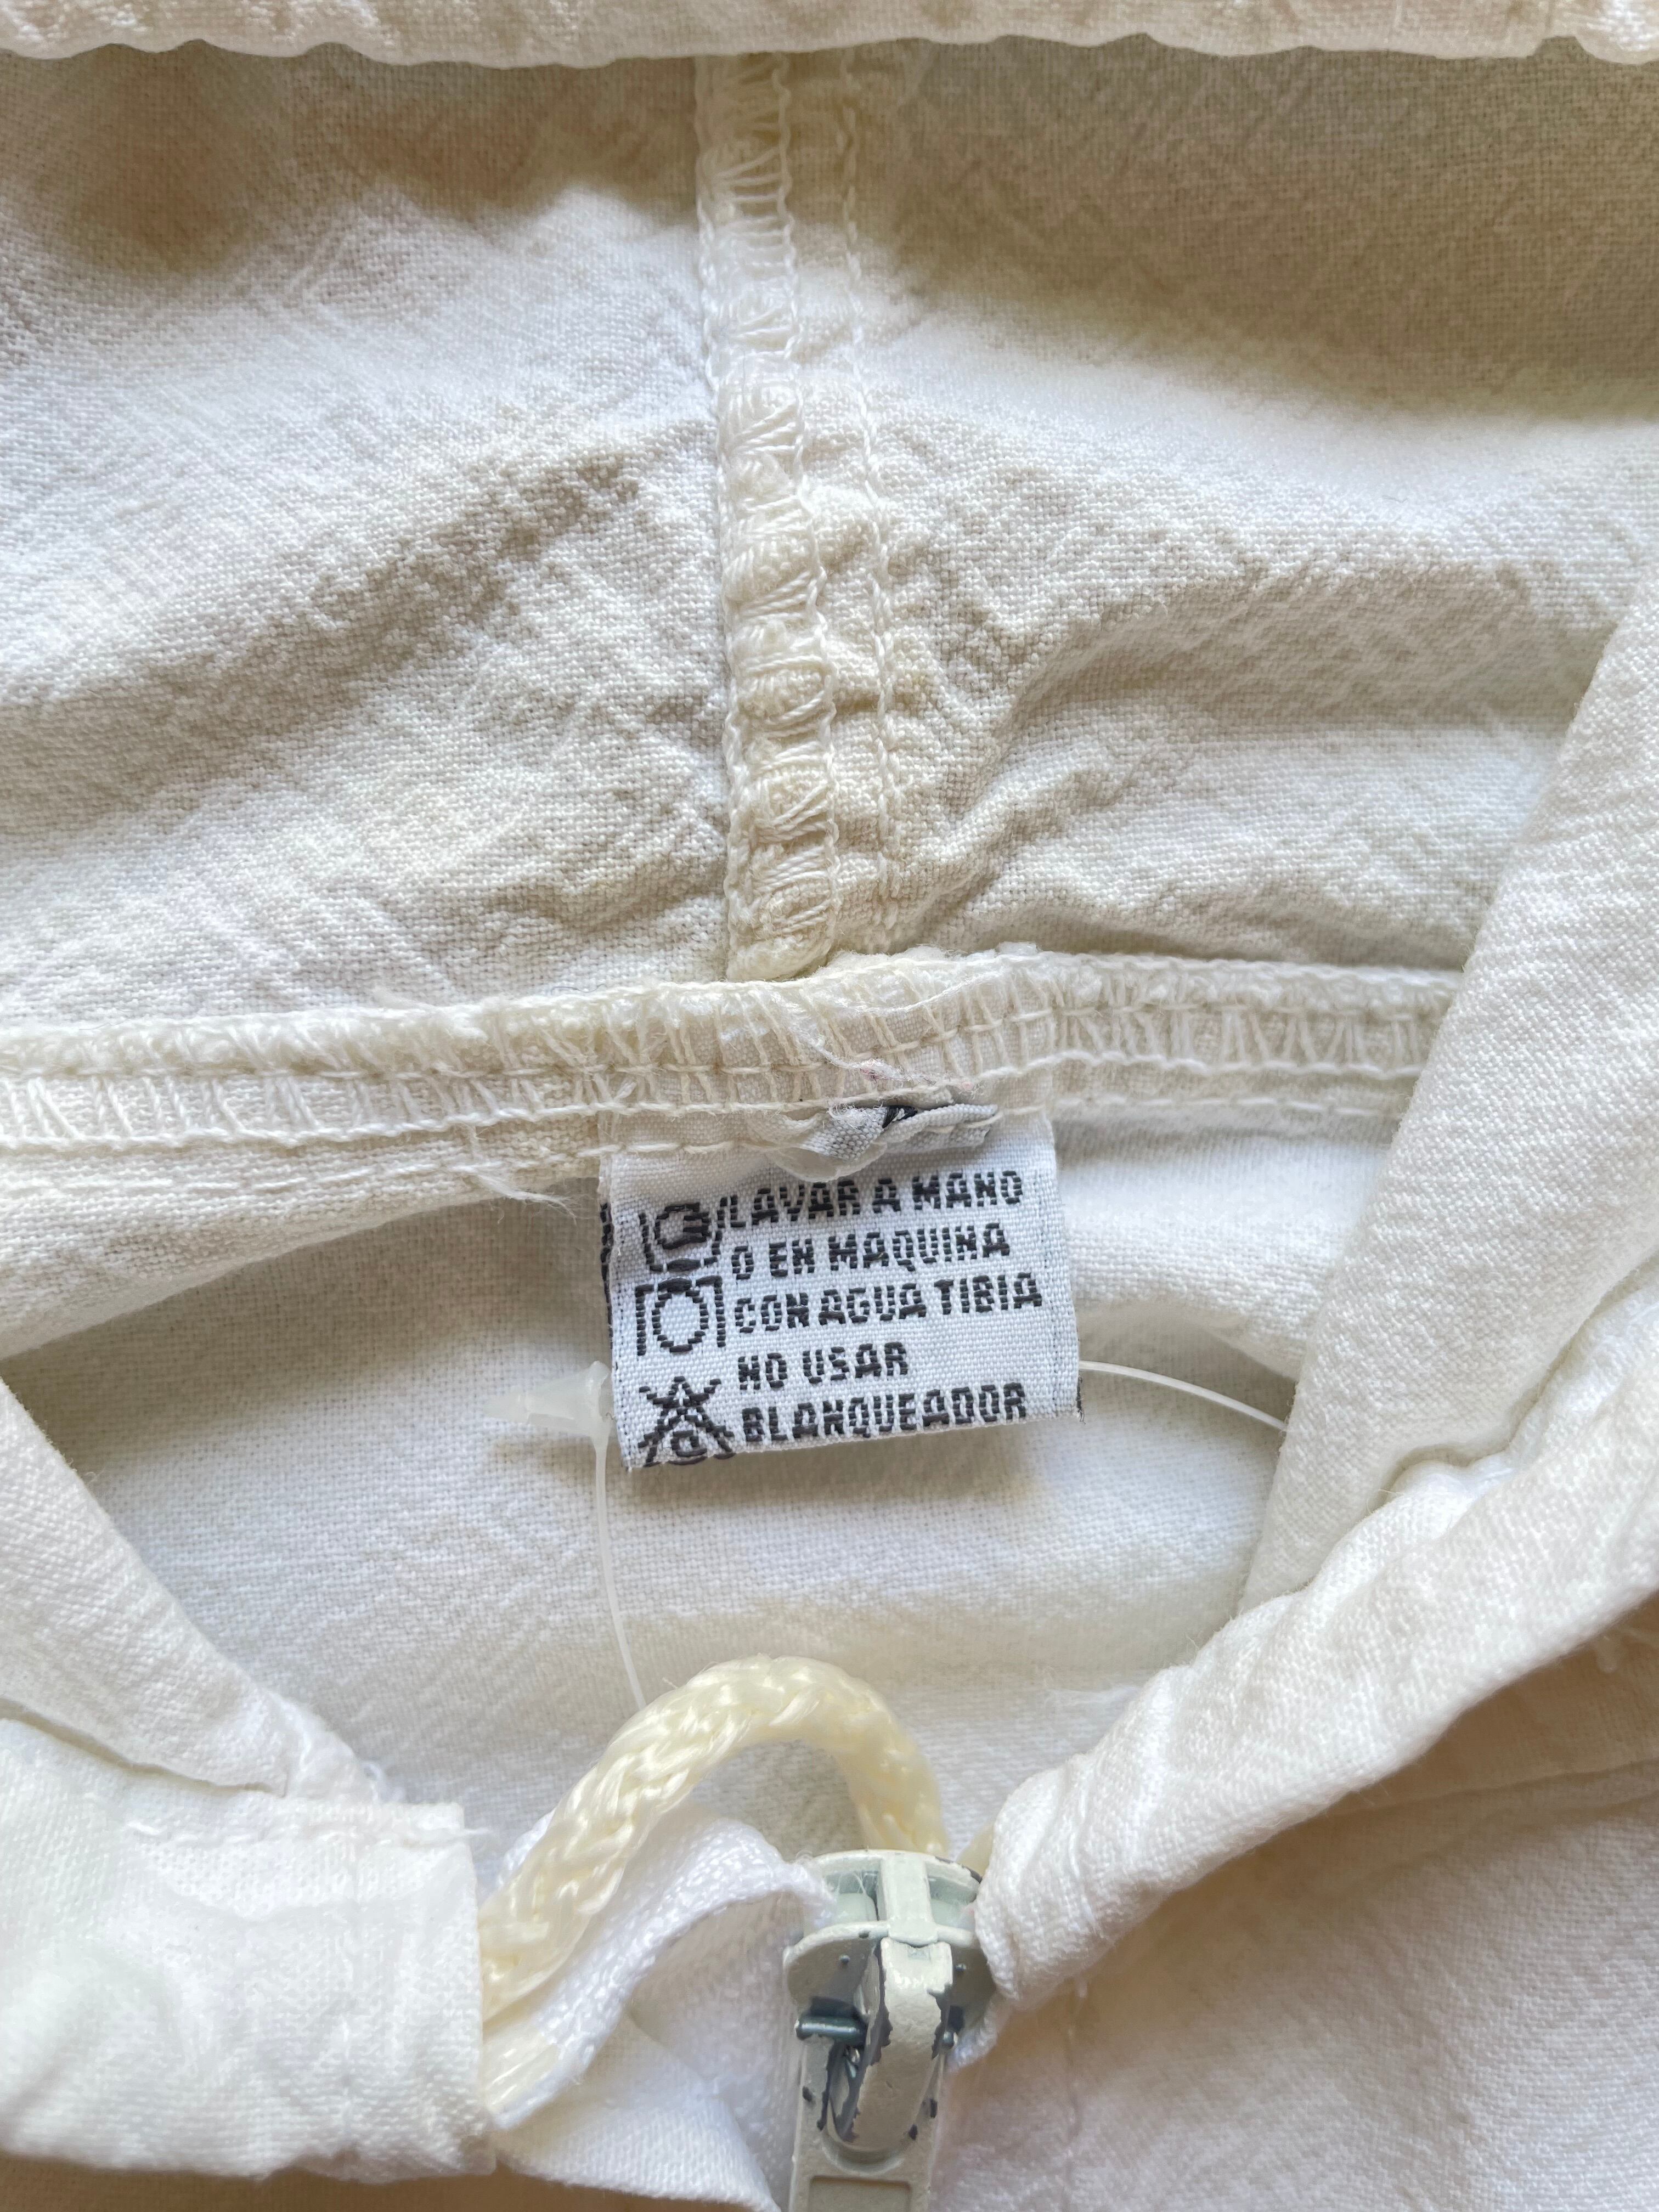 LAVAR A MANO
O EN MAQUINA
CON AGUA TIBIA
NO USAR
BLANQUEADOR